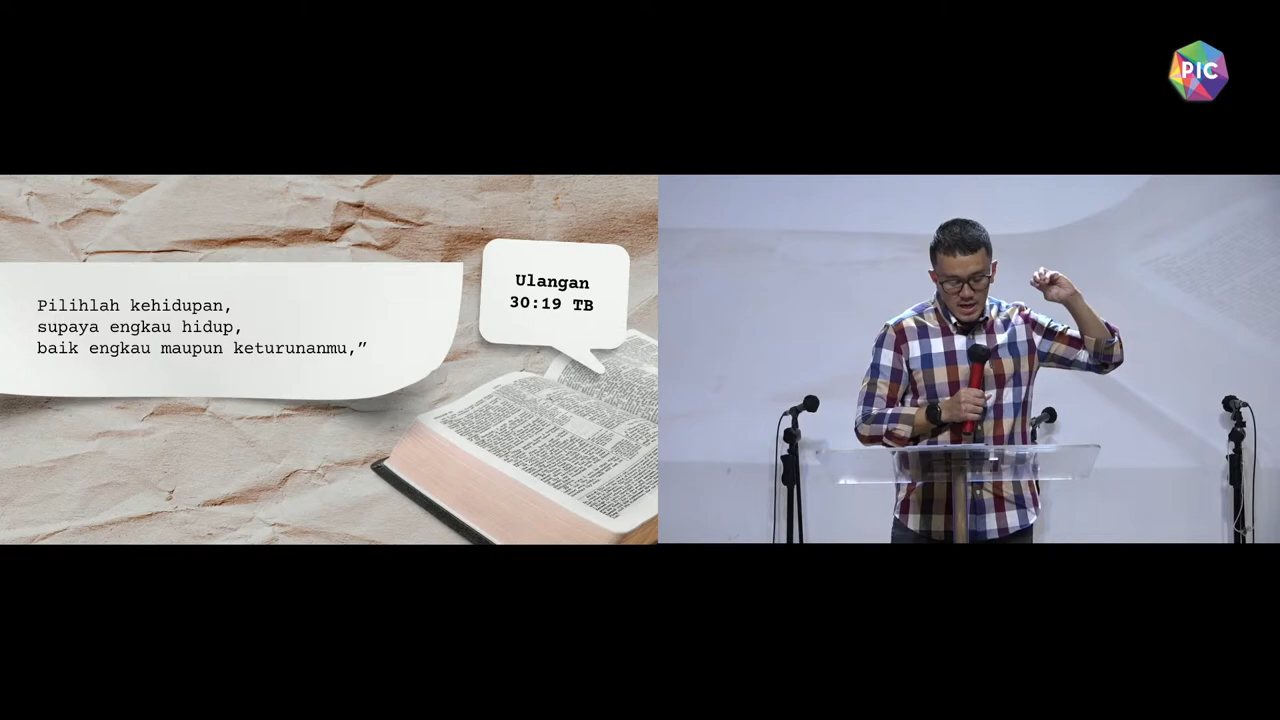 PIC
Pilihlah kehidupan,
supaya engkau hidup,
baik engkau maupun keturunanmu,”
Ulangan
30:19 TB